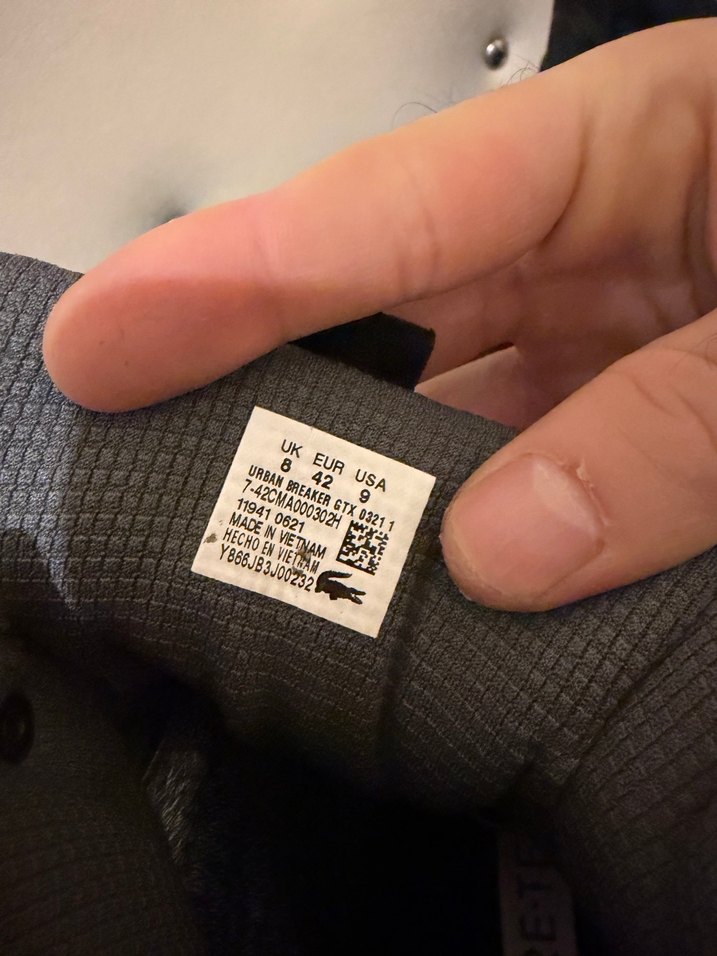 UK EUR USA
8 42 9
URBAN BREAKER GTX 0321 1
7-42CMA000302H
11941 0621
MADE IN VIETNAM
HECHO EN VIETNAM
Y866JB3J00232